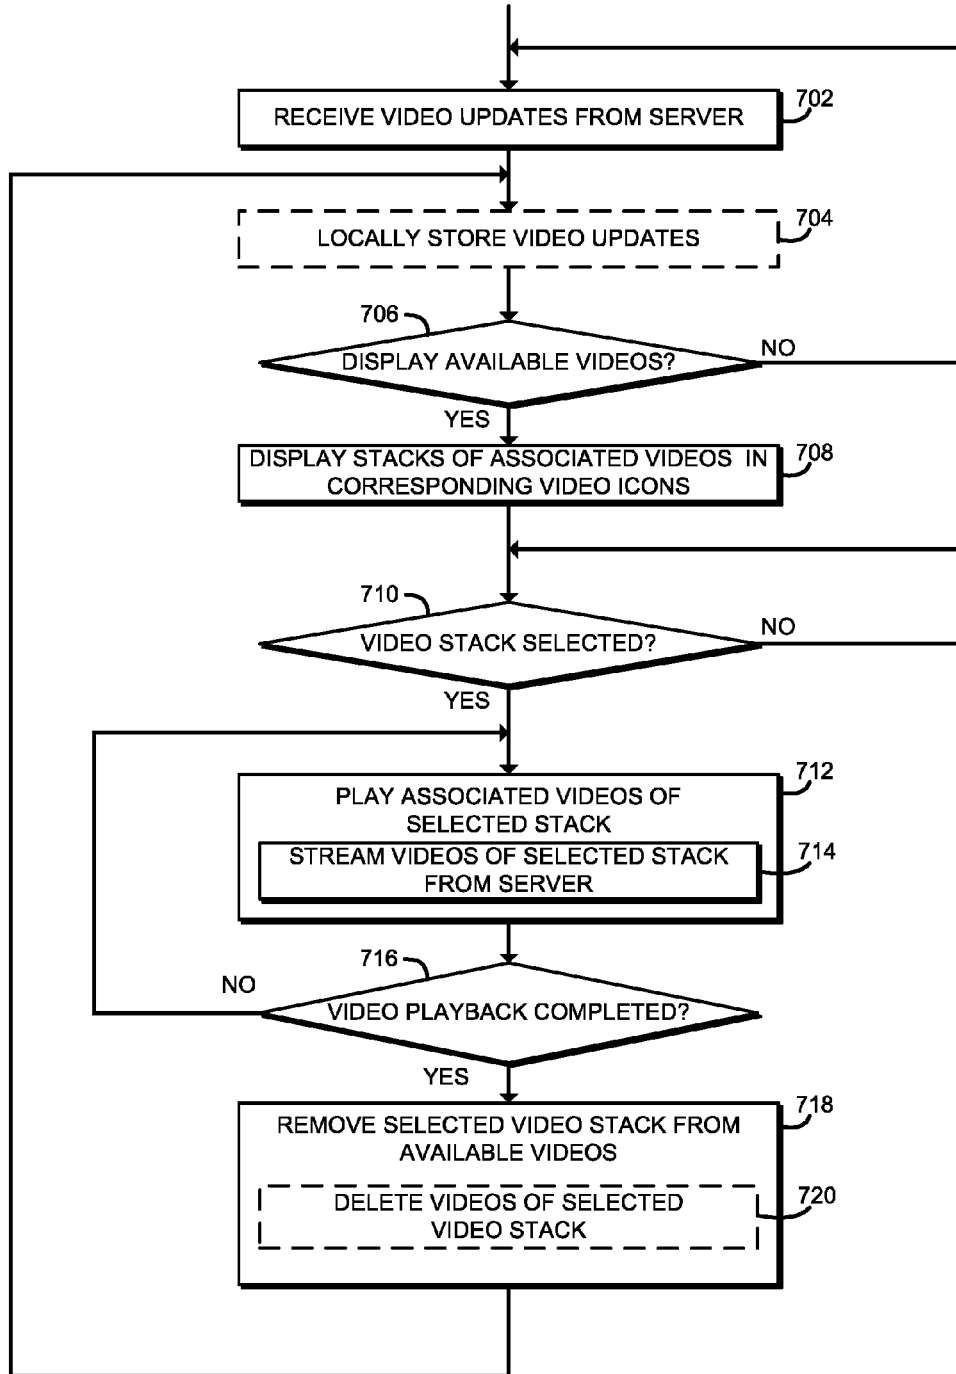 RECEIVE VIDEO UPDATES FROM SERVER
702
LOCALLY STORE VIDEO UPDATES
704
706
DISPLAY AVAILABLE VIDEOS?
NO
YES
DISPLAY STACKS OF ASSOCIATED VIDEOS IN
CORRESPONDING VIDEO ICONS
708
710
VIDEO STACK SELECTED?
NO
YES
PLAY ASSOCIATED VIDEOS OF
SELECTED STACK
712
STREAM VIDEOS OF SELECTED STACK
FROM SERVER
714
716
VIDEO PLAYBACK COMPLETED?
NO
YES
REMOVE SELECTED VIDEO STACK FROM
AVAILABLE VIDEOS
718
DELETE VIDEOS OF SELECTED
VIDEO STACK
720